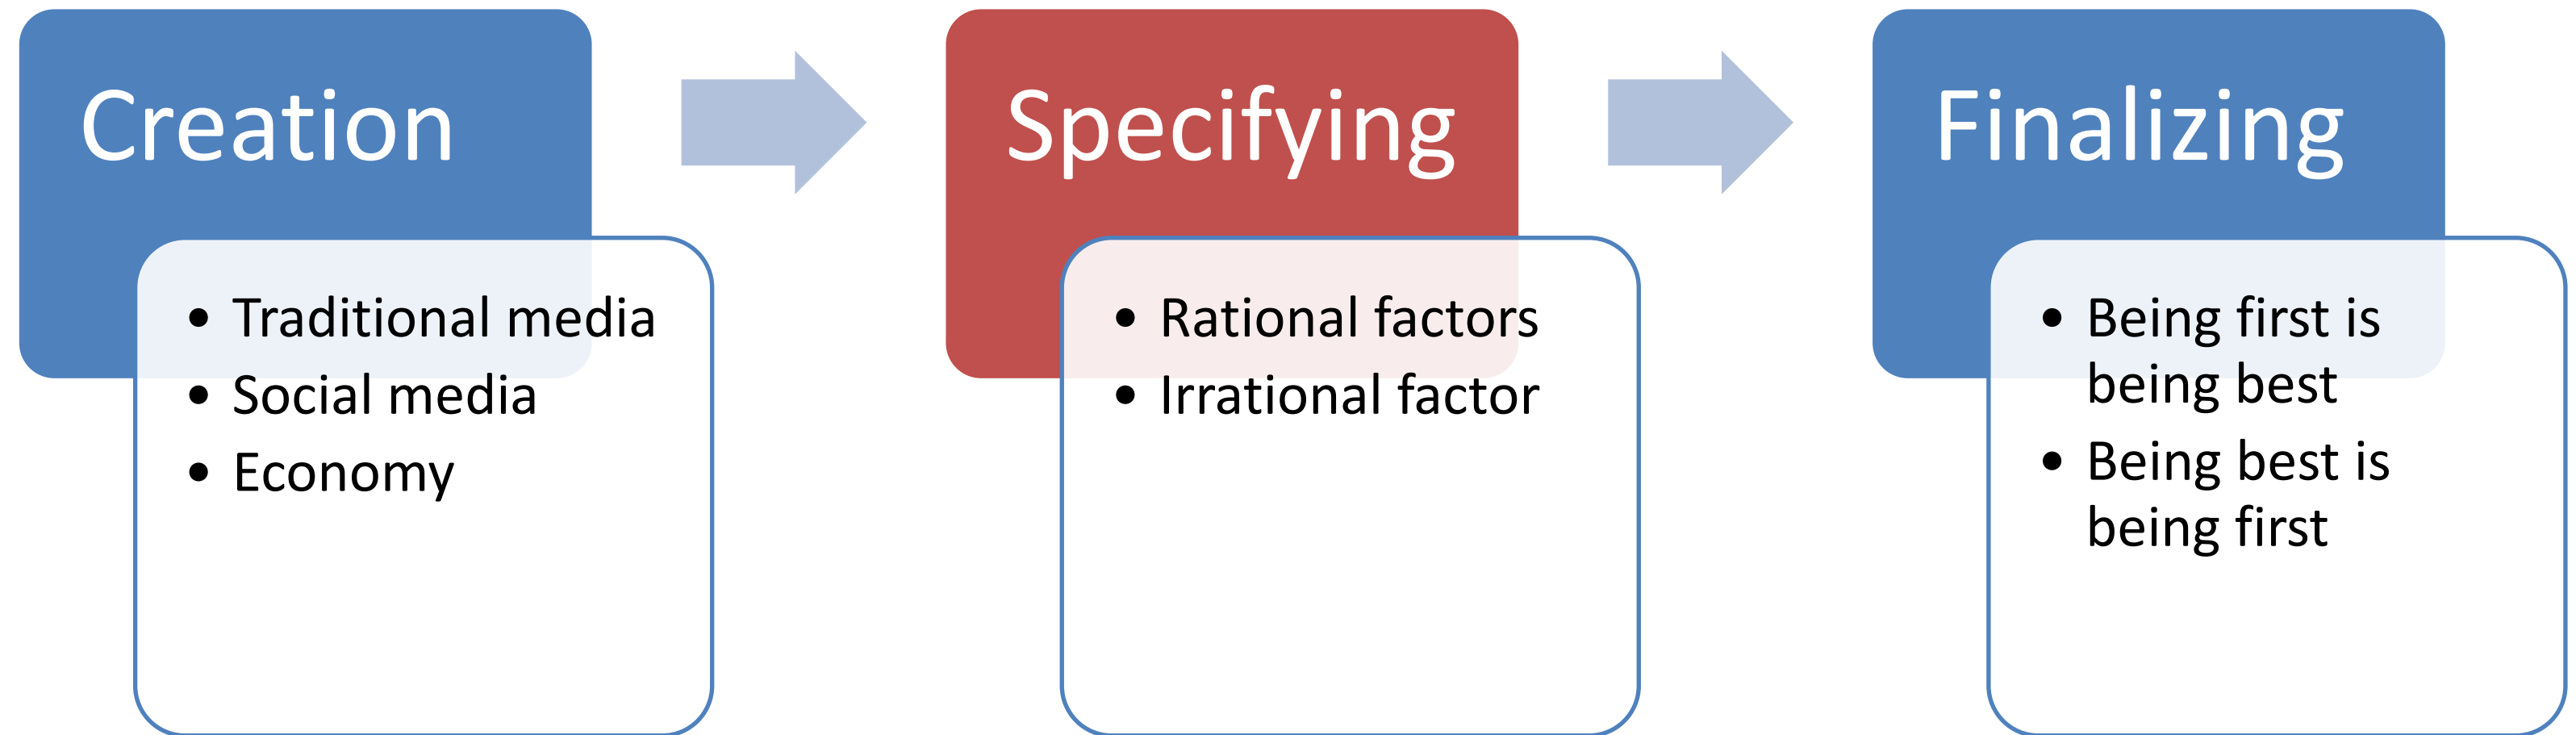 Creation
• Traditional media
• Social media
• Economy
Specifying
• Rational factors
• Irrational factor
Finalizing
• Being first is
being best
• Being best is
being first